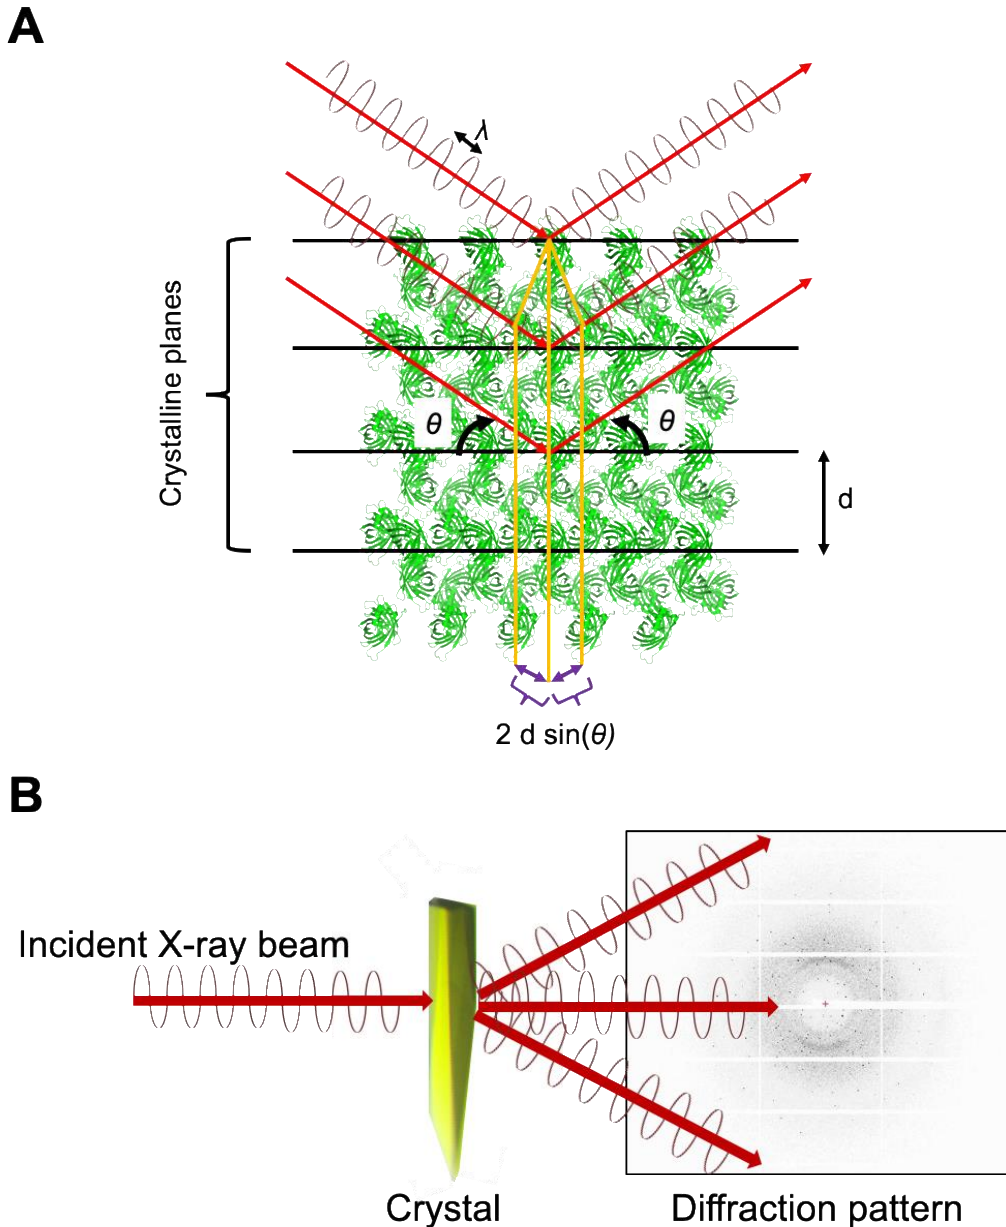 A
λ
Crystalline planes
θ
θ
d
2 d sin(θ)
B
Incident X-ray beam
Crystal
Diffraction pattern